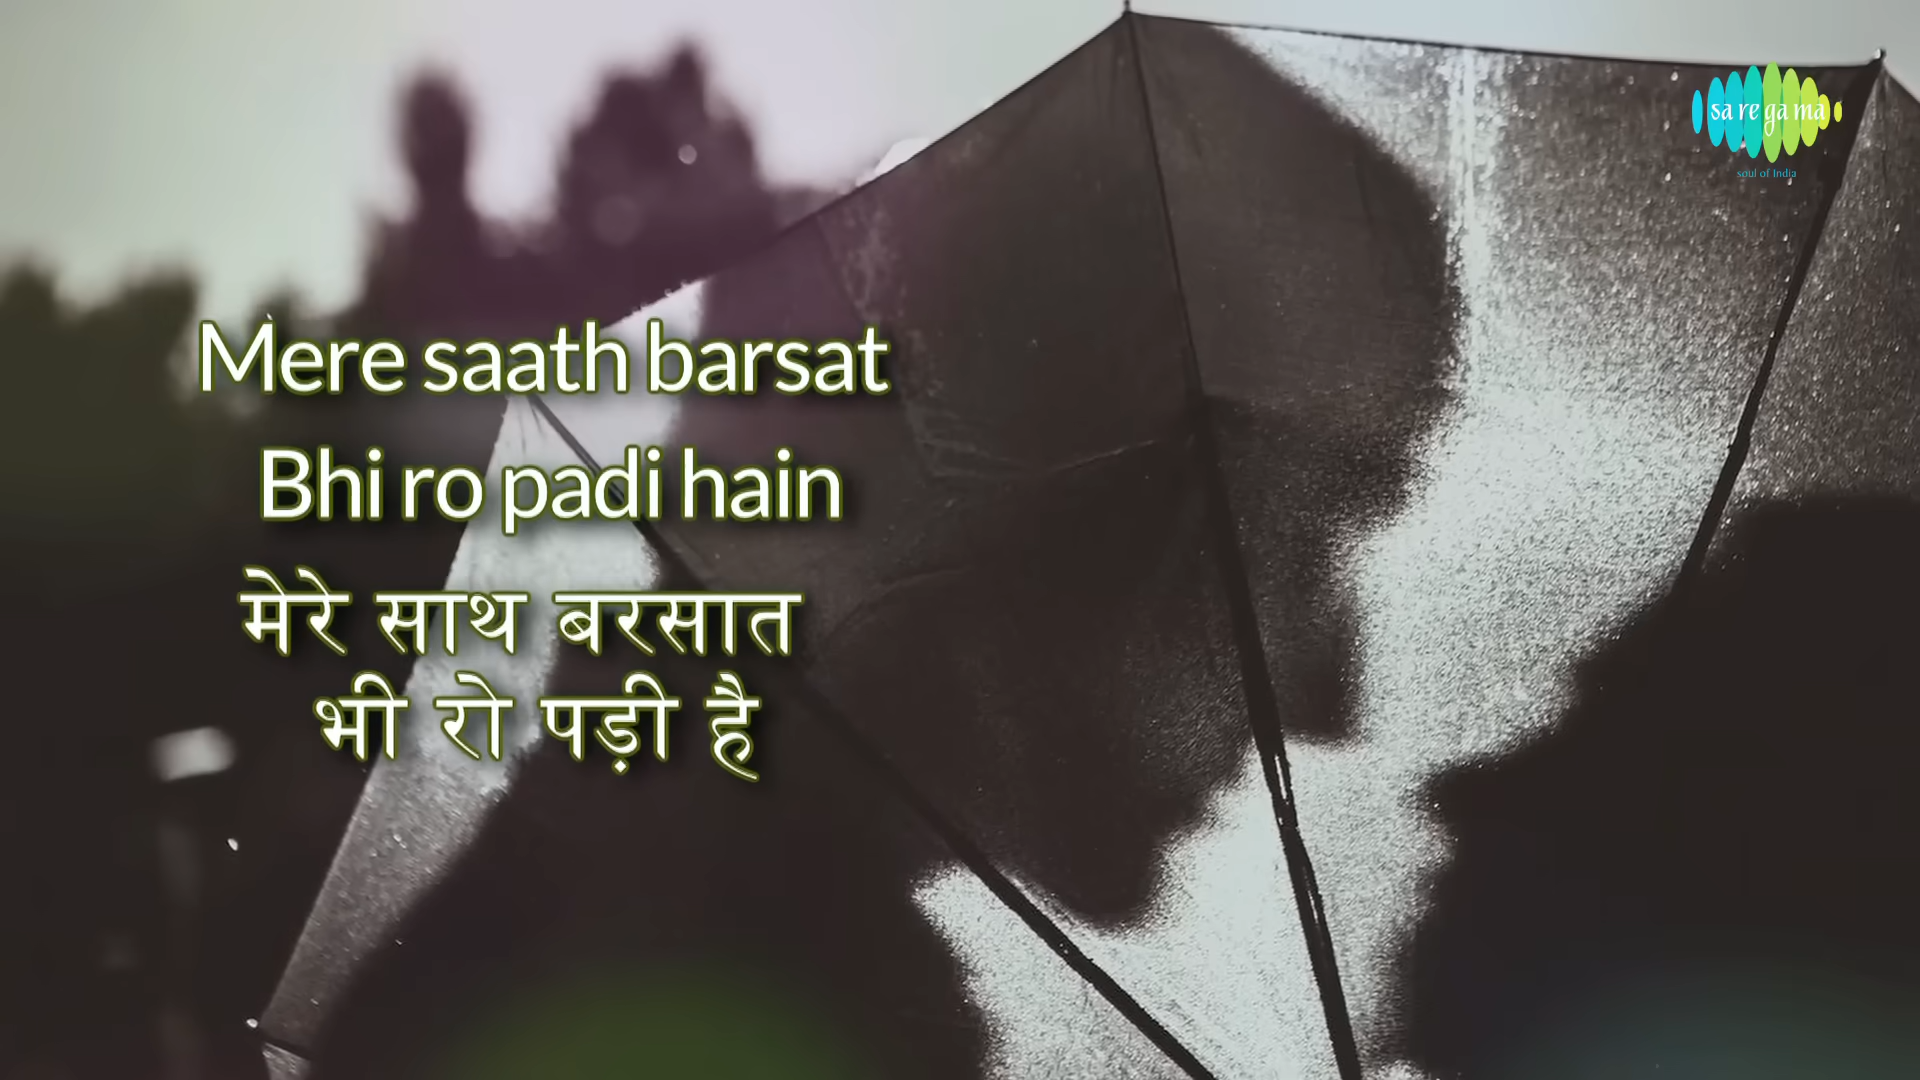 sa re ga ma
soul of India
Mere saath barsat
Bhi ro padi hain
मेरे साथ बरसात
भी रो पड़ी है